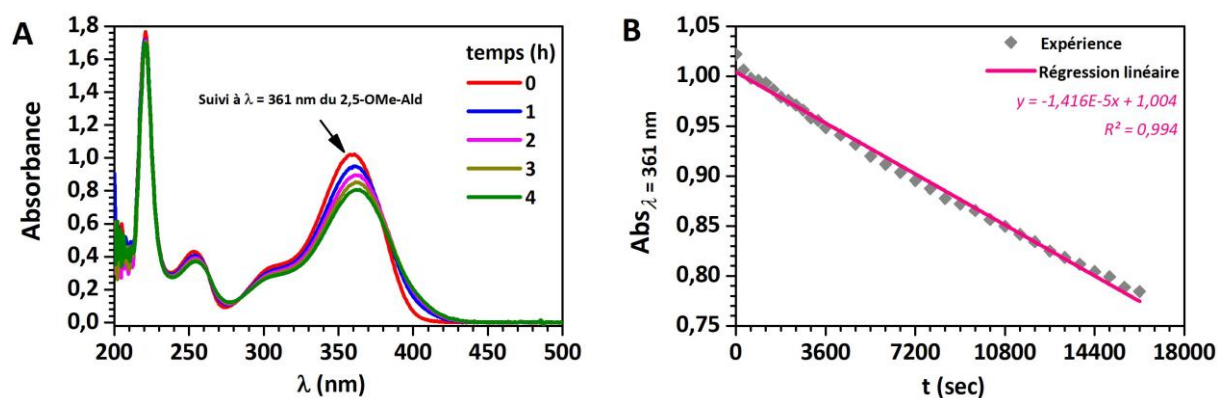 A
1,8
1,6
1,4
1,2
1,0
0,8
0,6
0,4
0,2
0,0
Absorbance
200 250 300 350 400 450 500
λ (nm)
temps (h)
0
1
2
3
4
Suivi à λ = 361 nm du 2,5-OMe-Ald
B
1,05
1,00
0,95
0,90
0,85
0,80
0,75
Abs λ = 361 nm
0 3600 7200 10800 14400 18000
t (sec)
Expérience
Régression linéaire
y = -1,416E-5x + 1,004
R² = 0,994